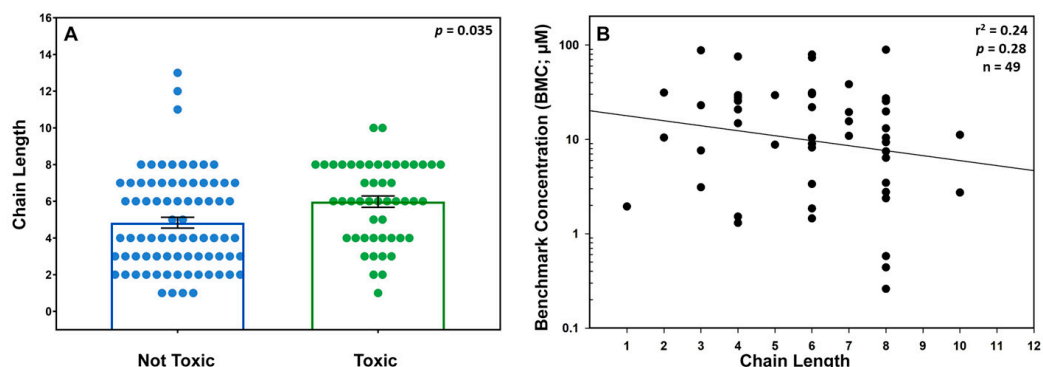 A
p = 0.035
16
14
12
10
8
6
4
2
0
Chain Length
Not Toxic
Toxic
B
r² = 0.24
p = 0.28
n = 49
100
10
1
0.1
Benchmark Concentration (BMC; µM)
1 2 3 4 5 6 7 8 9 10 11 12
Chain Length